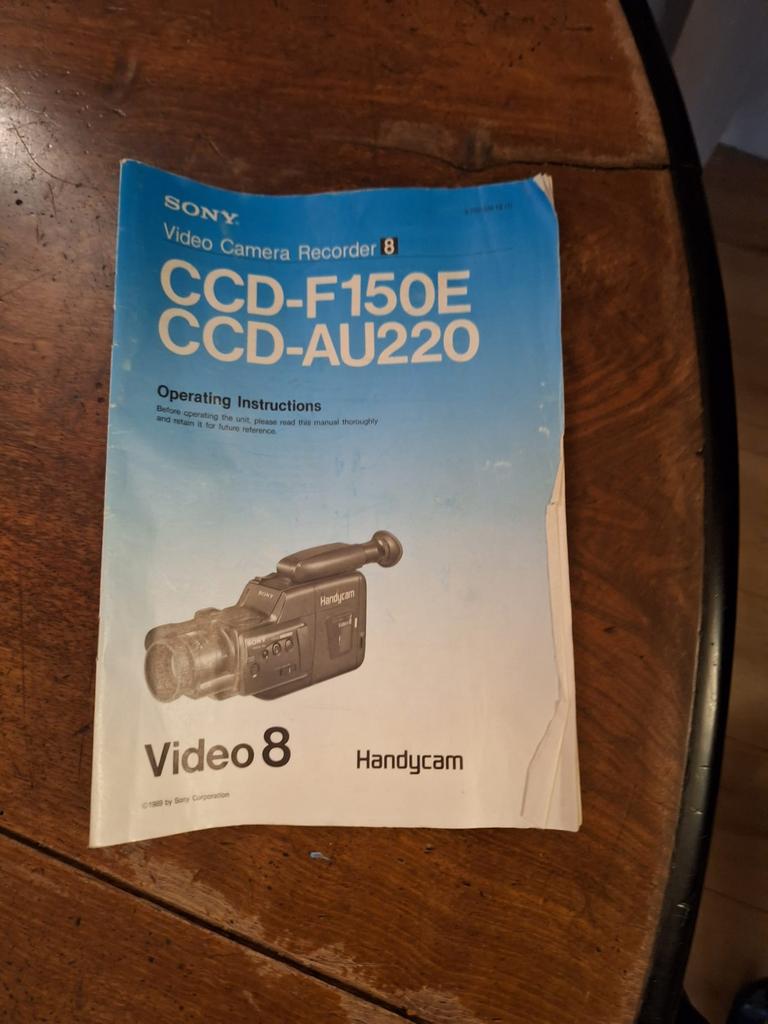 SONY
Video Camera Recorder 8
CCD-F150E
CCD-AU220
Operating Instructions
Before operating the unit, please read this manual thoroughly
and retain it for future reference.
SONY
Handycam
SONY
Video 8
Handycam
©1989 by Sony Corporation